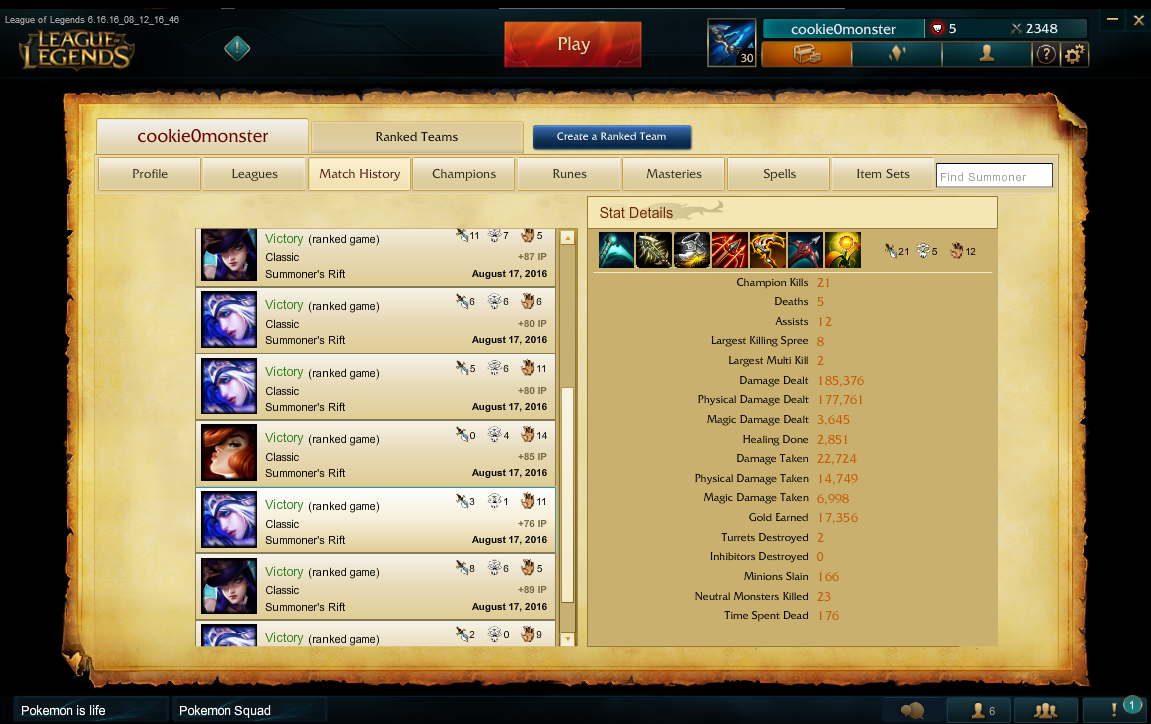 League of Legends 6.16.16_08_12_16_46
LEAGUE OF LEGENDS
Play
30
cookie0monster
5
2348
?
cookie0monster
Ranked Teams
Create a Ranked Team
Profile
Leagues
Match History
Champions
Runes
Masteries
Spells
Item Sets
Find Summoner
Victory (ranked game) 11 7 5
Classic +87 IP
Summoner's Rift August 17, 2016
Victory (ranked game) 6 6 6
Classic +80 IP
Summoner's Rift August 17, 2016
Victory (ranked game) 5 6 11
Classic +80 IP
Summoner's Rift August 17, 2016
Victory (ranked game) 0 4 14
Classic +85 IP
Summoner's Rift August 17, 2016
Victory (ranked game) 3 1 11
Classic +76 IP
Summoner's Rift August 17, 2016
Victory (ranked game) 8 6 5
Classic +89 IP
Summoner's Rift August 17, 2016
Victory (ranked game) 2 0 9
Stat Details
21 5 12
Champion Kills 21
Deaths 5
Assists 12
Largest Killing Spree 8
Largest Multi Kill 2
Damage Dealt 185,376
Physical Damage Dealt 177,761
Magic Damage Dealt 3,645
Healing Done 2,851
Damage Taken 22,724
Physical Damage Taken 14,749
Magic Damage Taken 6,998
Gold Earned 17,356
Turrets Destroyed 2
Inhibitors Destroyed 0
Minions Slain 166
Neutral Monsters Killed 23
Time Spent Dead 176
Pokemon is life
Pokemon Squad
6
1